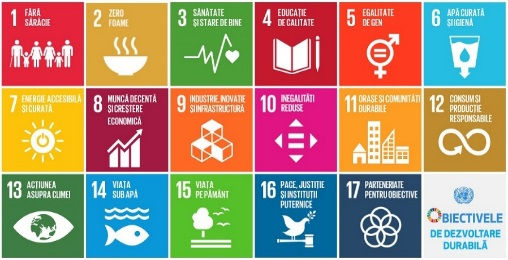 1 FĂRĂ
SĂRĂCIE
2 ZERO
FOAME
3 SĂNĂTATE
ȘI STARE DE BINE
4 EDUCAȚIE
DE CALITATE
5 EGALITATE
DE GEN
6 APĂ CURATĂ
ȘI IGIENĂ
7 ENERGIE ACCESIBILĂ
ȘI CURATĂ
8 MUNCĂ DECENTĂ
ȘI CREȘTERE
ECONOMICĂ
9 INDUSTRIE, INOVAȚIE
ȘI INFRASTRUCTURĂ
10 INEGALITĂȚI
REDUSE
11 ORAȘE ȘI COMUNITĂȚI
DURABILE
12 CONSUM ȘI
PRODUCȚIE
RESPONSABILE
13 ACȚIUNEA
ASUPRA CLIMEI
14 VIAȚA
SUB APĂ
15 VIAȚA
PE PĂMÂNT
16 PACE, JUSTIȚIE
ȘI INSTITUȚII
PUTERNICE
17 PARTENERIATE
PENTRU OBIECTIVE
OBIECTIVELE
DE DEZVOLTARE
DURABILĂ